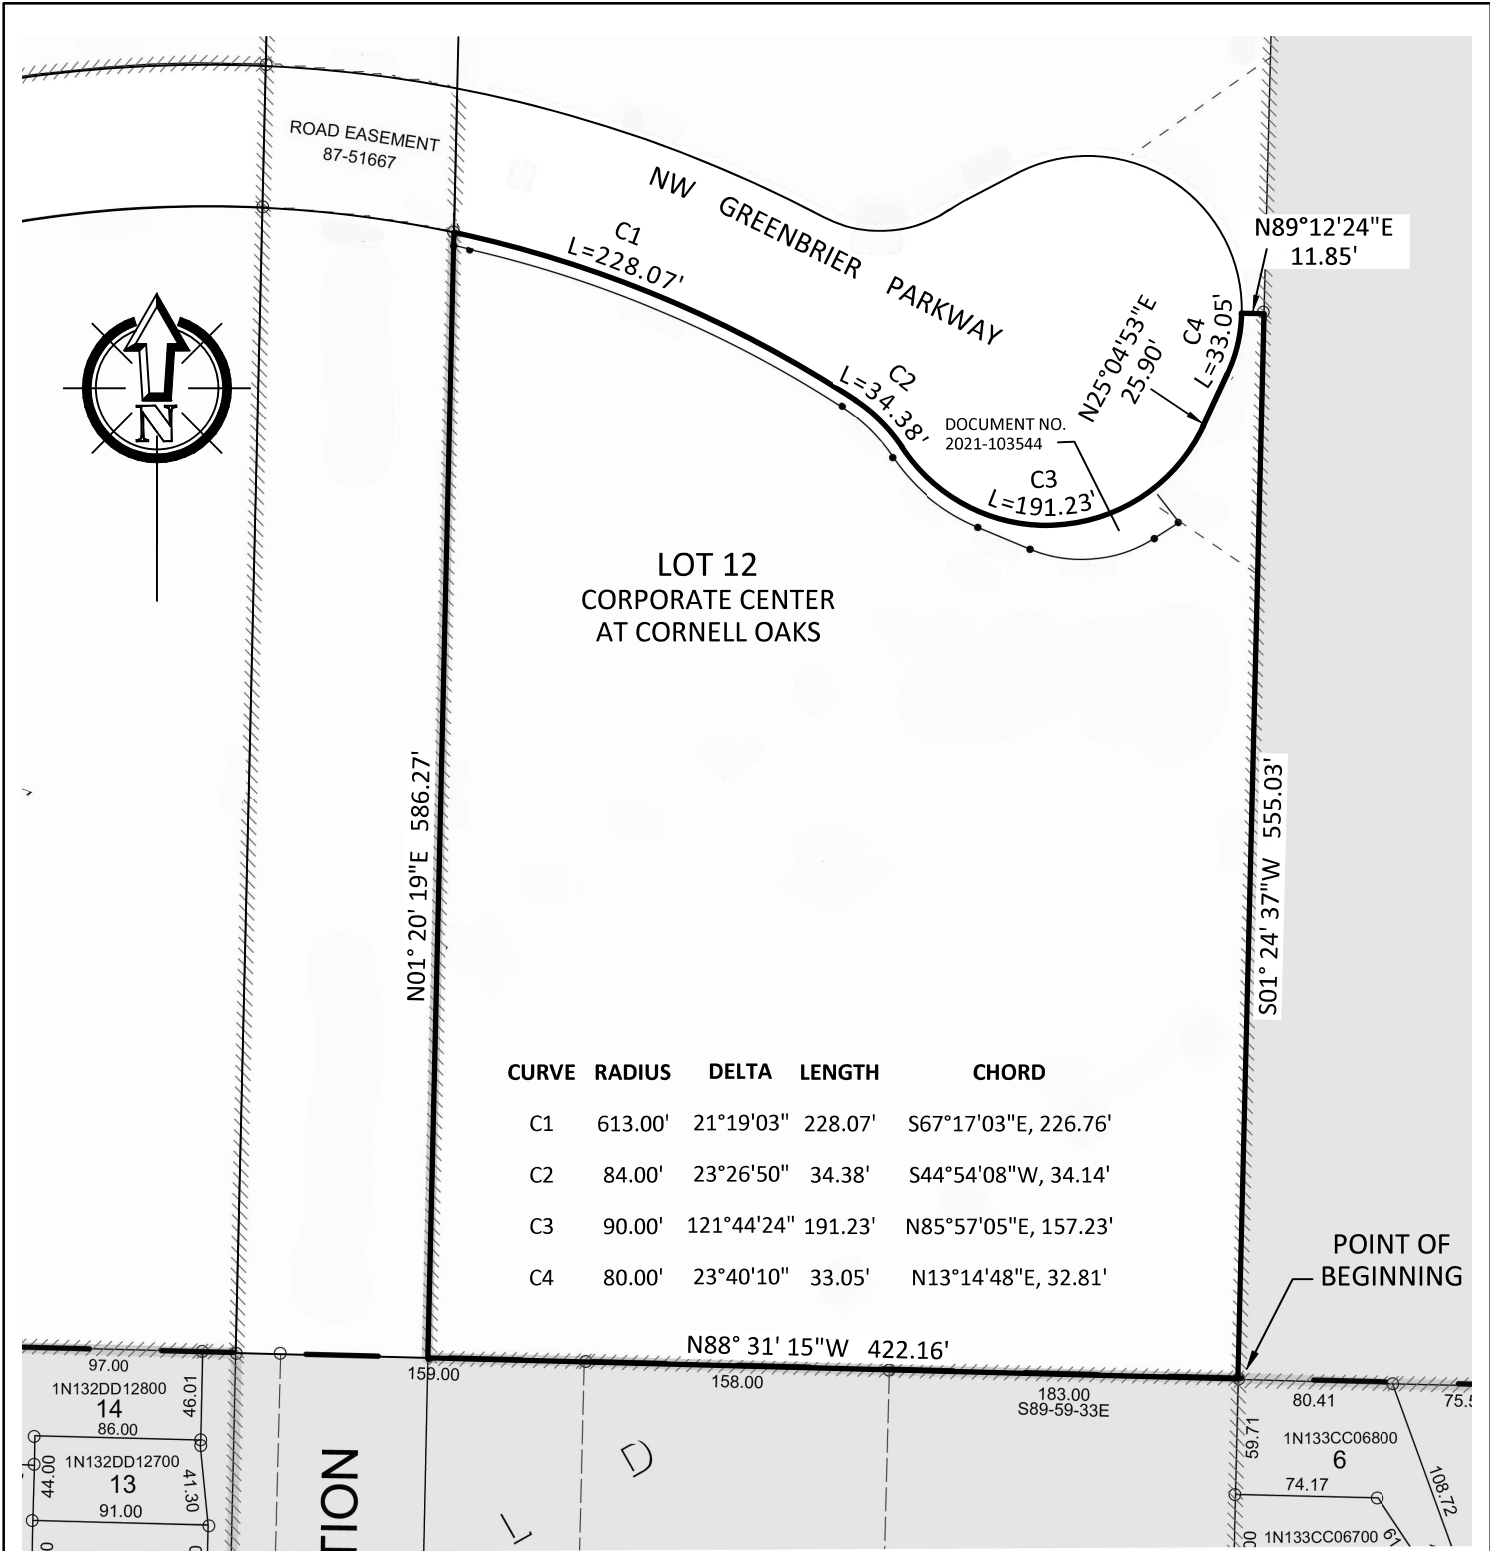 ROAD EASEMENT
87-51667
NW GREENBRIER PARKWAY
C1
L=228.07'
C2
L=34.38'
C3
L=191.23'
C4
L=33.05'
N25°04'53"E
25.90'
N89°12'24"E
11.85'
DOCUMENT NO.
2021-103544
N
LOT 12
CORPORATE CENTER
AT CORNELL OAKS
N01° 20' 19"E 586.27'
S01° 24' 37"W 555.03'
CURVE RADIUS DELTA LENGTH CHORD
C1 613.00' 21°19'03" 228.07' S67°17'03"E, 226.76'
C2 84.00' 23°26'50" 34.38' S44°54'08"W, 34.14'
C3 90.00' 121°44'24" 191.23' N85°57'05"E, 157.23'
C4 80.00' 23°40'10" 33.05' N13°14'48"E, 32.81'
POINT OF
BEGINNING
N88° 31' 15"W 422.16'
97.00
159.00
158.00
183.00
S89-59-33E
80.41
1N132DD12800
14
86.00
46.01
1N132DD12700
13
91.00
44.00
41.30
TION
D
59.71
1N133CC06800
6
74.17
108.72
1N133CC06700
61